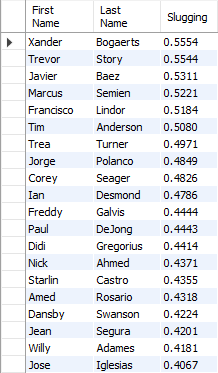 First Name Last Name Slugging
Xander Bogaerts 0.5554
Trevor Story 0.5544
Javier Baez 0.5311
Marcus Semien 0.5221
Francisco Lindor 0.5184
Tim Anderson 0.5080
Trea Turner 0.4971
Jorge Polanco 0.4849
Corey Seager 0.4826
Ian Desmond 0.4786
Freddy Galvis 0.4444
Paul DeJong 0.4443
Didi Gregorius 0.4414
Nick Ahmed 0.4371
Starlin Castro 0.4355
Amed Rosario 0.4318
Dansby Swanson 0.4224
Jean Segura 0.4201
Willy Adames 0.4181
Jose Iglesias 0.4067